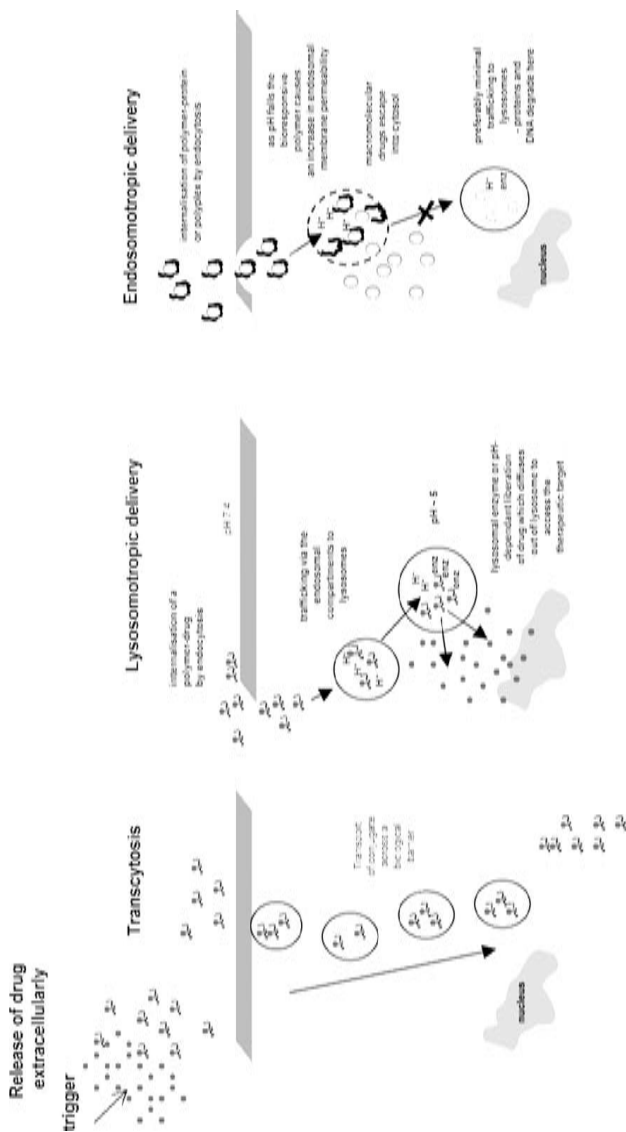 Release of drug
extracellularly
trigger
Transcytosis
Transport
of conjugate
across a
biological
barrier
nucleus
Lysosomotropic delivery
internalisation of a
polymer-drug
by endocytosis
pH 7.4
trafficking via the
endosomal
compartments to
lysosomes
H⁺
H⁺
H⁺
pH ~ 5
H⁺
H⁺
enz
enz
enz
lysosomal enzyme or pH-
dependant liberation
of drug which diffuses
out of lysosome to
access the
therapeutic target
Endosomotropic delivery
internalisation of polymer-protein
or polyplex by endocytosis
as pH falls the
bioresponsive
polymer causes
an increase in endosomal
membrane permeability
H⁺
H⁺
H⁺
macromolecular
drugs escape
into cytosol
H⁺
enz
preferably minimal
trafficking to
lysosomes
– proteins and
DNA degrade here
nucleus